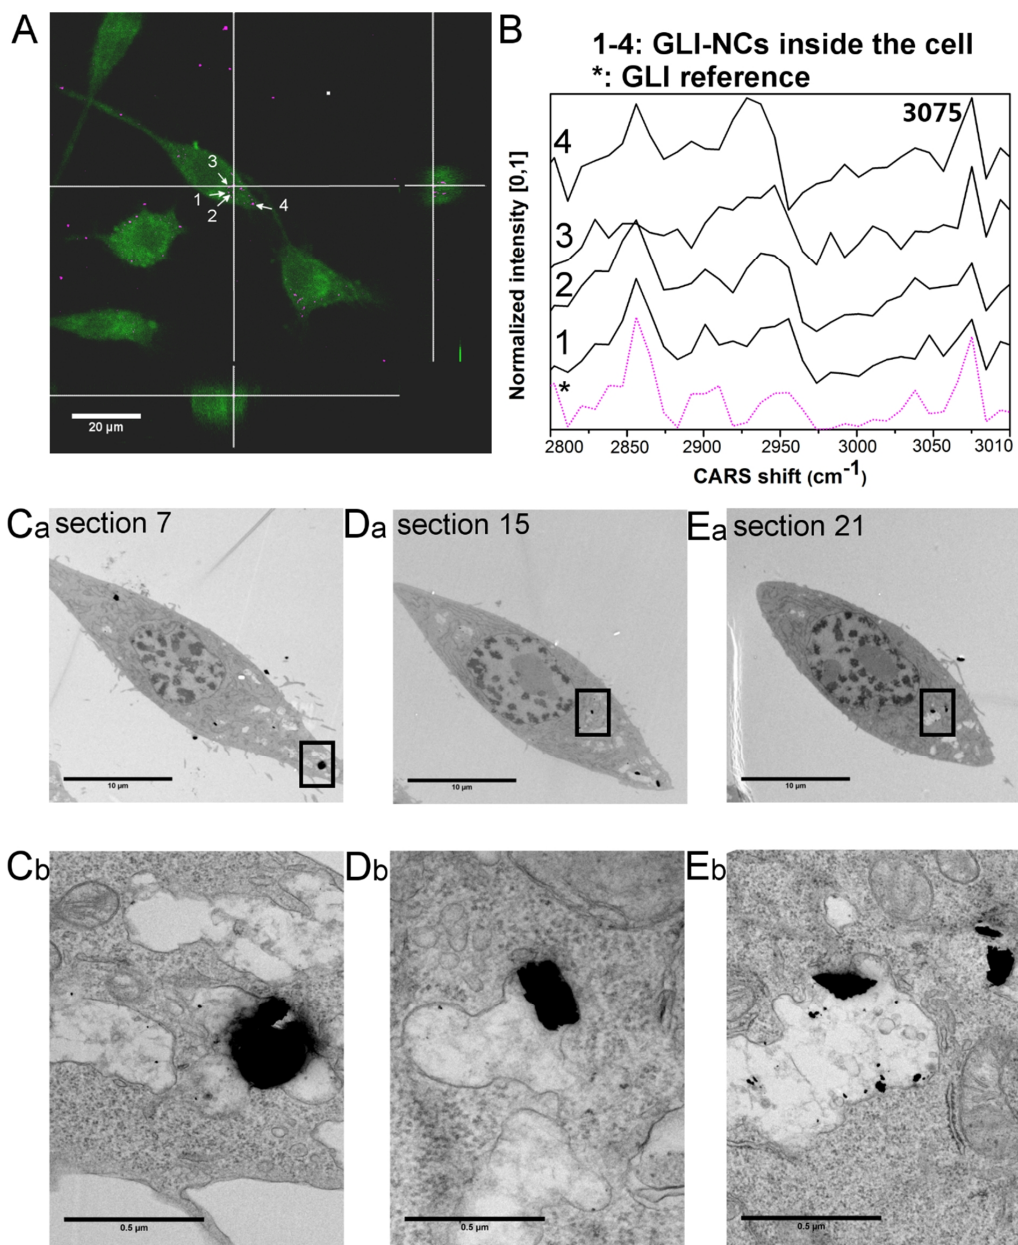 A
3
1
2
4
20 µm
B
1-4: GLI-NCs inside the cell
*: GLI reference
Normalized intensity [0,1]
3075
4
3
2
1
*
2800 2850 2900 2950 3000 3050 3010
CARS shift (cm-1)
Ca section 7
10 µm
Da section 15
10 µm
Ea section 21
10 µm
Cb
0.5 µm
Db
0.5 µm
Eb
0.5 µm